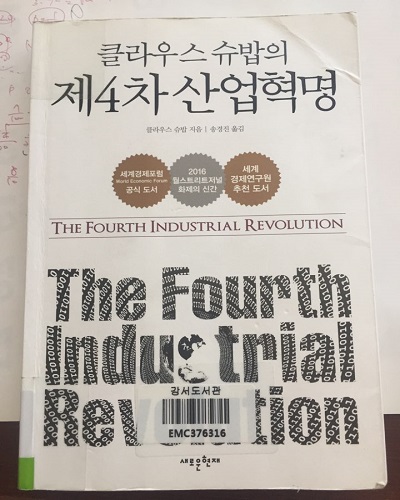 클라우스 슈밥의
제4차 산업혁명
클라우스 슈밥 지음 | 송경진 옮김
세계경제포럼
World Economic Forum
공식 도서
2016
월스트리트저널
화제의 신간
세계
경제연구원
추천 도서
THE FOURTH INDUSTRIAL REVOLUTION
The Fourth
Industrial
Revolution
강서도서관
EMC376316
새로운현재